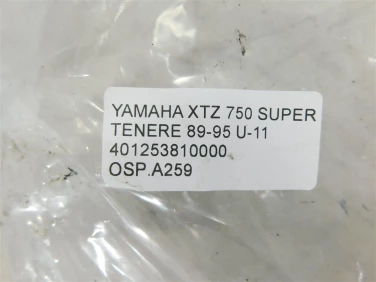 YAMAHA XTZ 750 SUPER
TENERE 89-95 U-11
401253810000
OSP.A259